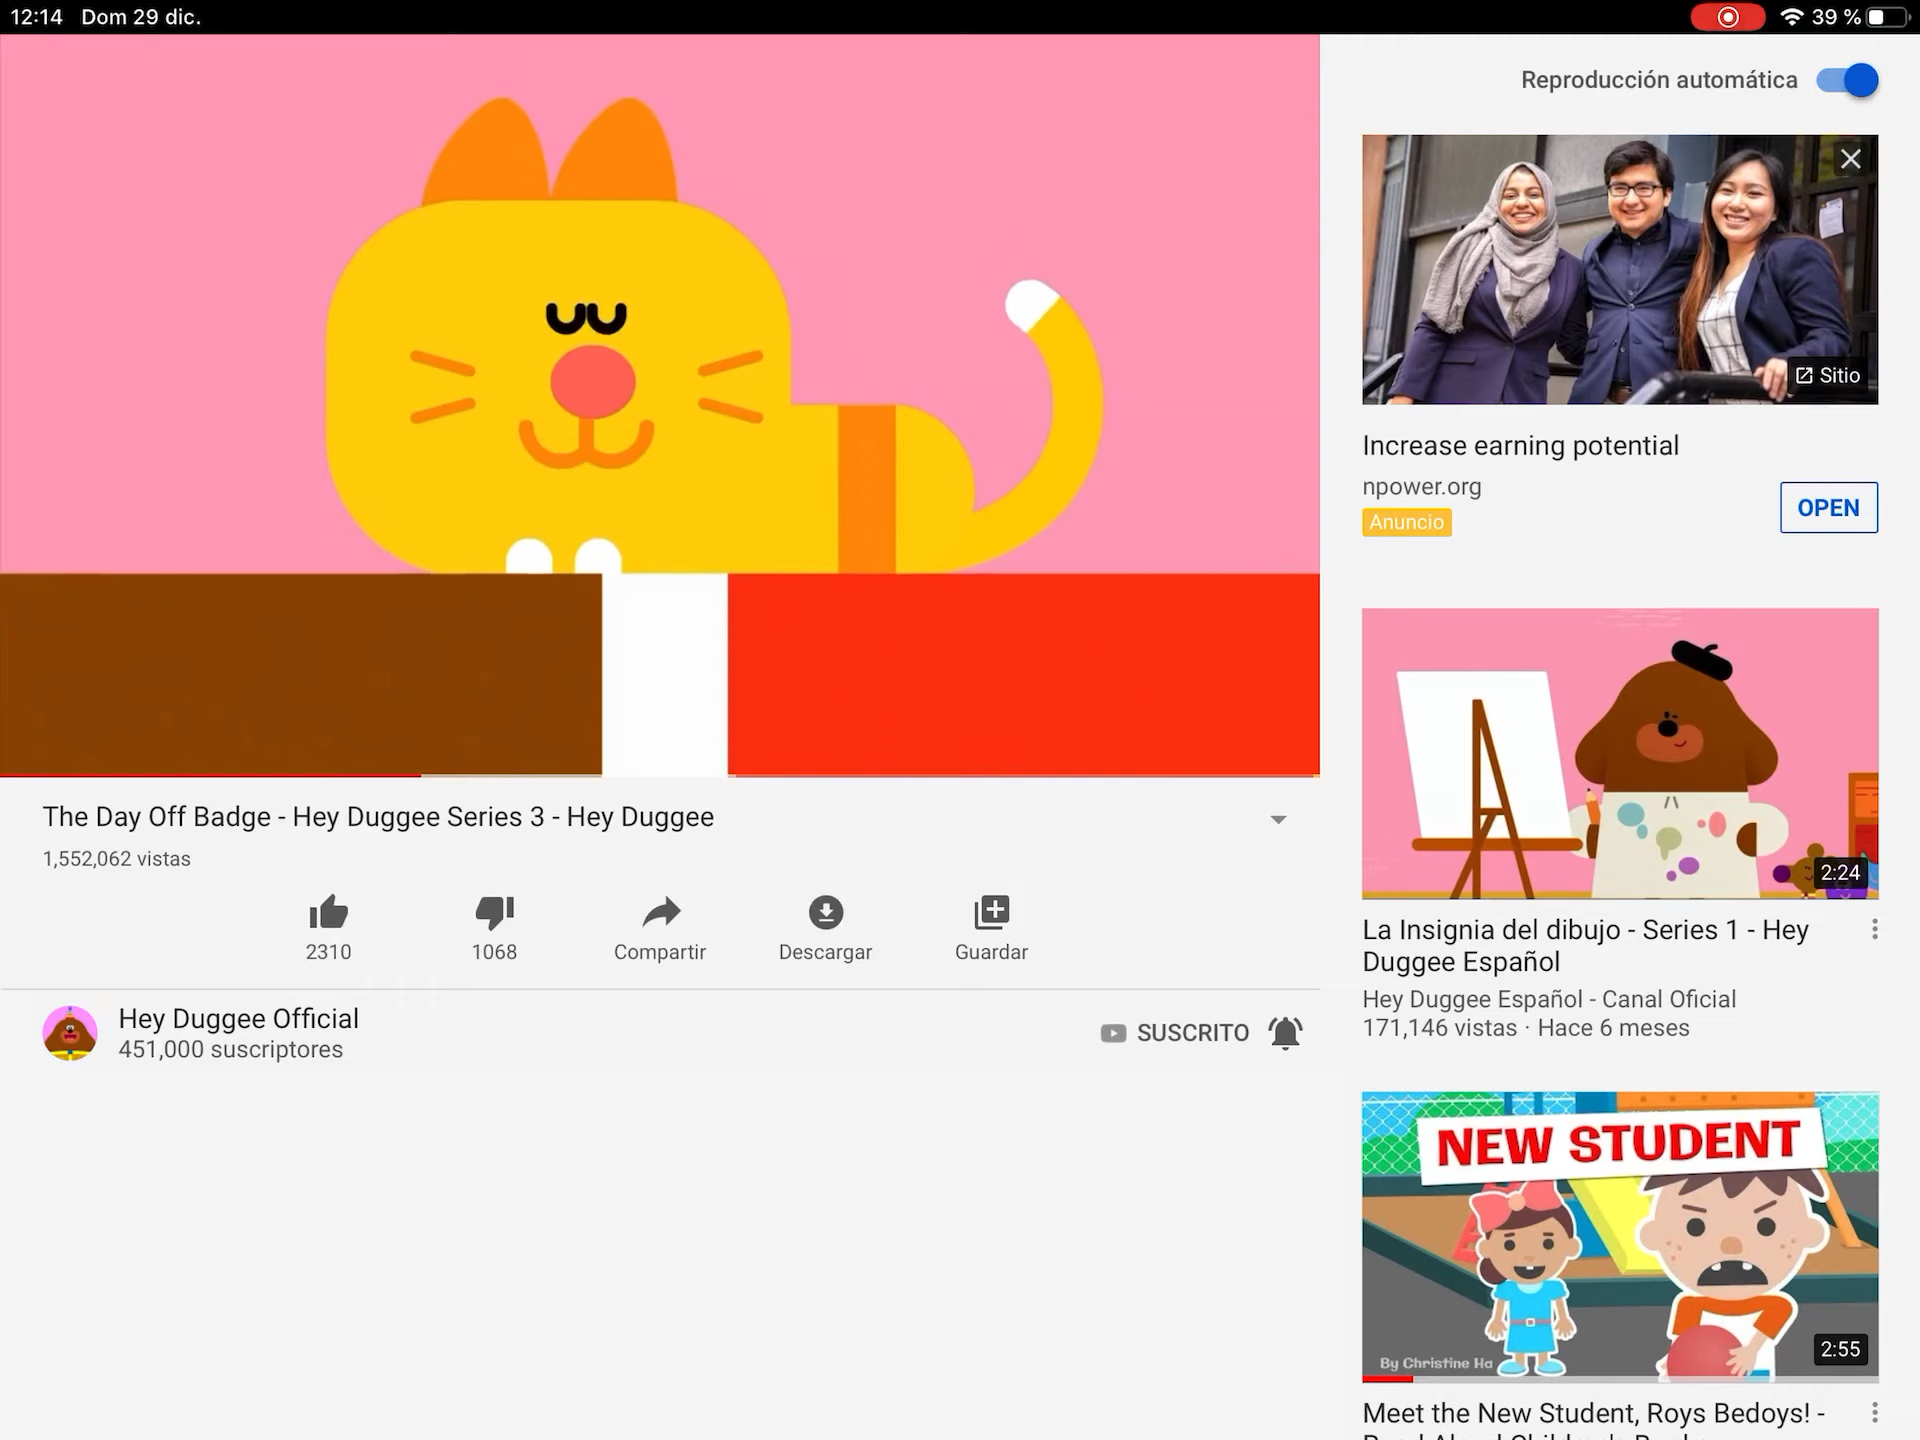 12:14 Dom 29 dic.
39 %
Reproducción automática
Sitio
Increase earning potential
npower.org
Anuncio
OPEN
The Day Off Badge - Hey Duggee Series 3 - Hey Duggee
1,552,062 vistas
2310
1068
Compartir
Descargar
Guardar
Hey Duggee Official
451,000 suscriptores
SUSCRITO
2:24
La Insignia del dibujo - Series 1 - Hey
Duggee Español
Hey Duggee Español - Canal Oficial
171,146 vistas · Hace 6 meses
NEW STUDENT
By Christine Ha
2:55
Meet the New Student, Roys Bedoys! -